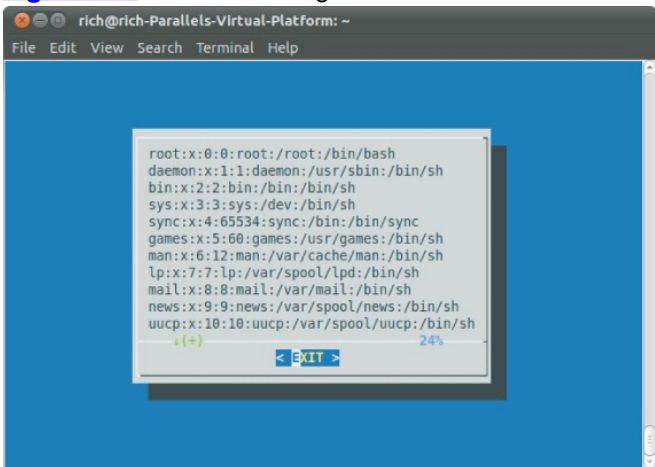 rich@rich-Parallels-Virtual-Platform: ~
File Edit View Search Terminal Help
root:x:0:0:root:/root:/bin/bash
daemon:x:1:1:daemon:/usr/sbin:/bin/sh
bin:x:2:2:bin:/bin:/bin/sh
sys:x:3:3:sys:/dev:/bin/sh
sync:x:4:65534:sync:/bin:/bin/sync
games:x:5:60:games:/usr/games:/bin/sh
man:x:6:12:man:/var/cache/man:/bin/sh
lp:x:7:7:lp:/var/spool/lpd:/bin/sh
mail:x:8:8:mail:/var/mail:/bin/sh
news:x:9:9:news:/var/spool/news:/bin/sh
uucp:x:10:10:uucp:/var/spool/uucp:/bin/sh
↓(+) 24%
< EXIT >